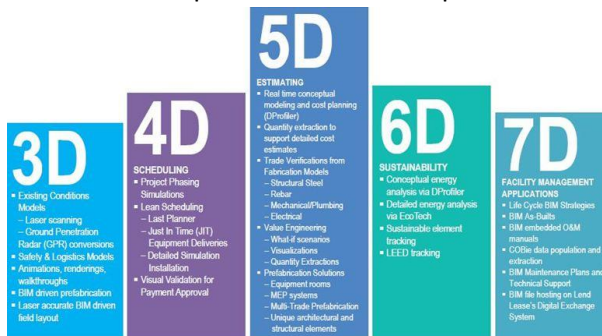 3D
▪ Existing Conditions
Models
– Laser scanning
– Ground Penetration
Radar (GPR) conversions
▪ Safety & Logistics Models
▪ Animations, renderings,
walkthroughs
▪ BIM driven prefabrication
▪ Laser accurate BIM driven
field layout
4D
SCHEDULING
▪ Project Phasing
Simulations
▪ Lean Scheduling
– Last Planner
– Just In Time (JIT)
Equipment Deliveries
– Detailed Simulation
Installation
▪ Visual Validation for
Payment Approval
5D
ESTIMATING
▪ Real time conceptual
modeling and cost planning
(DProfiler)
▪ Quantity extraction to
support detailed cost
estimates
▪ Trade Verifications from
Fabrication Models
– Structural Steel
– Rebar
– Mechanical/Plumbing
– Electrical
▪ Value Engineering
– What-if scenarios
– Visualizations
– Quantity Extractions
▪ Prefabrication Solutions
– Equipment rooms
– MEP systems
– Multi-Trade Prefabrication
– Unique architectural and
structural elements
6D
SUSTAINABILITY
▪ Conceptual energy
analysis via DProfiler
▪ Detailed energy analysis
via EcoTech
▪ Sustainable element
tracking
▪ LEED tracking
7D
FACILITY MANAGEMENT
APPLICATIONS
▪ Life Cycle BIM Strategies
▪ BIM As-Builts
▪ BIM embedded O&M
manuals
▪ COBie data population and
extraction
▪ BIM Maintenance Plans and
Technical Support
▪ BIM file hosting on Lend
Lease's Digital Exchange
System